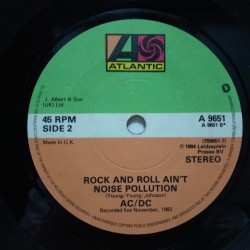 ATLANTIC
J. Albert & Son
(UK) Ltd.
45 RPM
SIDE 2
Made in U.K.
A 9651
A 9651 B
℗ 1984 Leidseplein
Presse BV
STEREO
ROCK AND ROLL AIN'T
NOISE POLLUTION
(Young/Young/Johnson)
AC/DC
Recorded live November, 1983